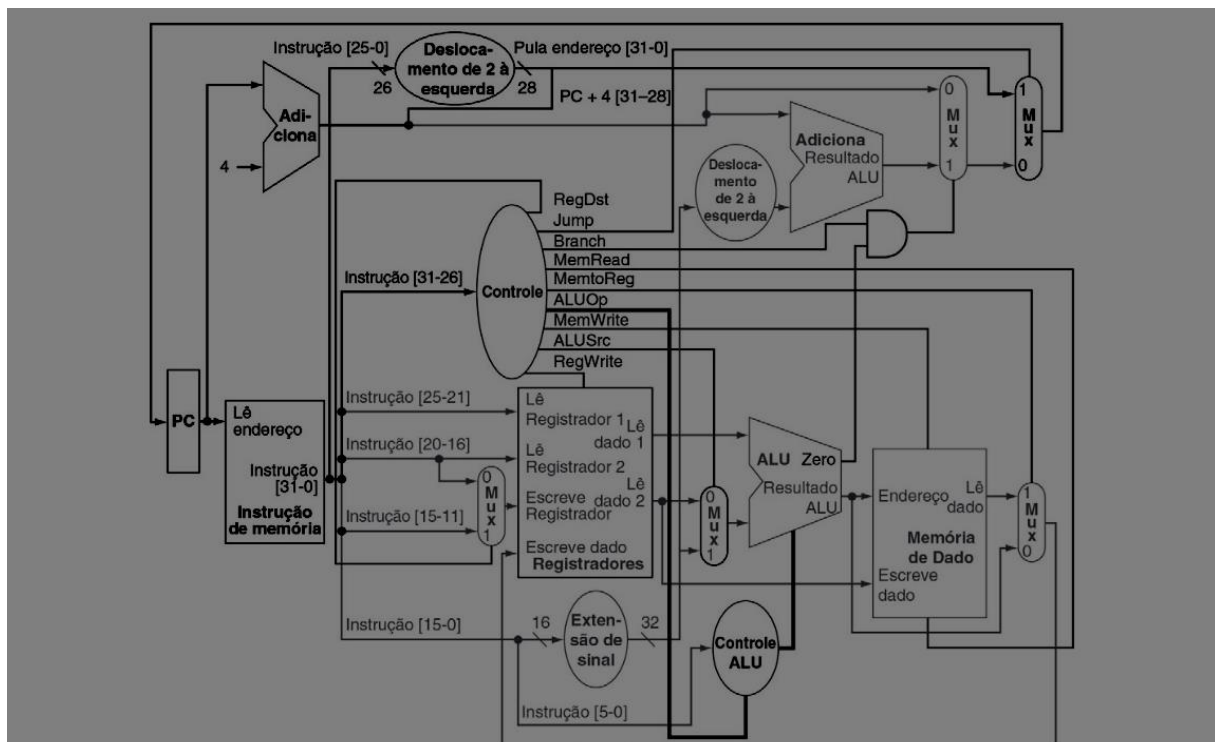 Instrução [25-0]
Desloca-
mento de 2 à
esquerda
Pula endereço [31-0]
26
28
PC + 4 [31–28]
Adi-
ciona
4
0
M
u
x
1
1
M
u
x
0
Adiciona
Resultado
ALU
Desloca-
mento
de 2 à
esquerda
RegDst
Jump
Branch
MemRead
MemtoReg
ALUOp
MemWrite
ALUSrc
RegWrite
Instrução [31-26]
Controle
PC
Lê
endereço
Instrução
[31-0]
Instrução
de memória
Instrução [25-21]
Instrução [20-16]
Instrução [15-11]
Instrução [15-0]
Instrução [5-0]
0
M
u
x
1
Lê
Registrador 1
Lê
Registrador 2
Escreve
Registrador
Escreve dado
Lê
dado 1
Lê
dado 2
Registradores
0
M
u
x
1
ALU Zero
Resultado
ALU
Endereço
Lê
dado
Memória
de Dado
Escreve
dado
1
M
u
x
0
16
Exten-
são de
sinal
32
Controle
ALU